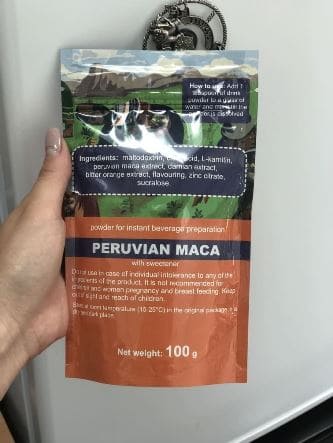 How to use: Add 1
teaspoon of drink
powder to a glass of
water and mix until the
powder is dissolved
Ingredients: maltodextrin, acid, L-karnitin,
peruvian maca extract, damian extract,
bitter orange extract, flavouring, zinc citrate,
sucralose.
powder for instant beverage preparation
PERUVIAN MACA
with sweetener
Do not use in case of individual intolerance to any of the
ingredients of the product. It is not recommended for
children and women pregnancy and breast feeding. Keep
out of sight and reach of children.
Store at room temperature (10-25°C) in the original package in a
dry dark place.
Net weight: 100 g